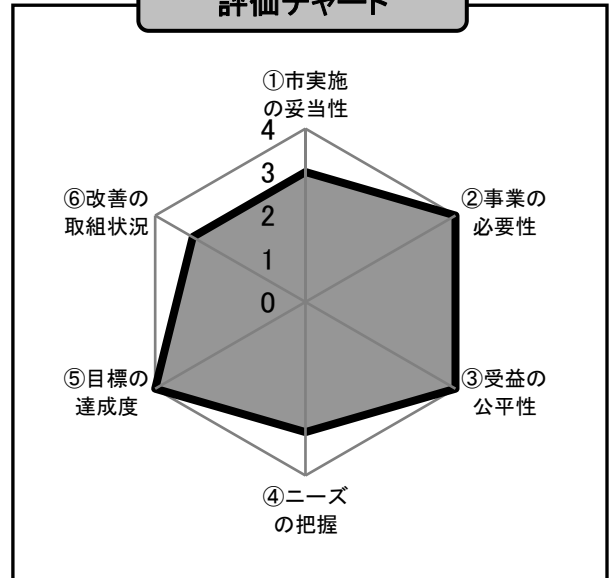 評価チャート
①市実施
の妥当性
4
3
2
1
0
②事業の
必要性
③受益の
公平性
④ニーズ
の把握
⑤目標の
達成度
⑥改善の
取組状況